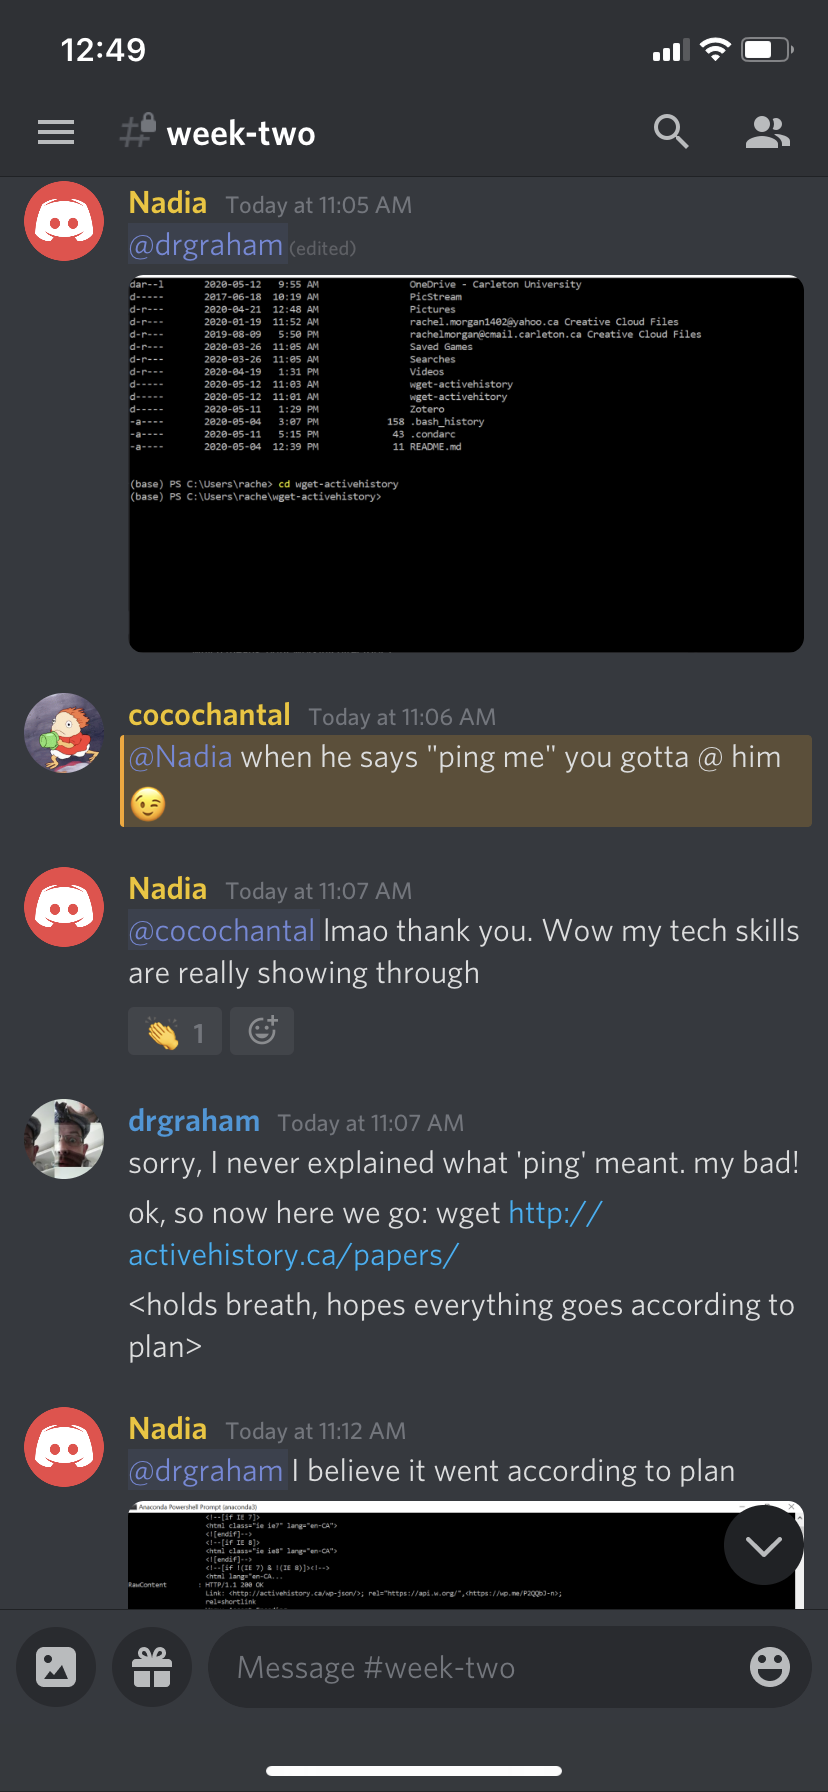 12:49
week-two
Nadia Today at 11:05 AM
@drgraham (edited)
dar--l 2020-05-12 9:55 AM OneDrive - Carleton University
d----- 2017-06-18 10:19 AM PicStream
d-r--- 2020-04-21 12:48 AM Pictures
d-r--- 2020-01-19 11:52 AM rachel.morgan1402@yahoo.ca Creative Cloud Files
d-r--- 2019-08-09 5:50 PM rachelmorgan@cmail.carleton.ca Creative Cloud Files
d-r--- 2020-03-26 11:05 AM Saved Games
d-r--- 2020-03-26 11:05 AM Searches
d-r--- 2020-04-19 1:31 PM Videos
d----- 2020-05-12 11:03 AM wget-activehistory
d----- 2020-05-12 11:01 AM wget-activehitory
d----- 2020-05-11 1:29 PM Zotero
-a---- 2020-05-04 3:07 PM 158 .bash_history
-a---- 2020-05-11 5:15 PM 43 .condarc
-a---- 2020-05-04 12:39 PM 11 README.md
(base) PS C:\Users\rache> cd wget-activehistory
(base) PS C:\Users\rache\wget-activehistory>
cocochantal Today at 11:06 AM
@Nadia when he says "ping me" you gotta @ him
😉
Nadia Today at 11:07 AM
@cocochantal lmao thank you. Wow my tech skills
are really showing through
👏 1
drgraham Today at 11:07 AM
sorry, I never explained what 'ping' meant. my bad!
ok, so now here we go: wget http://
activehistory.ca/papers/
<holds breath, hopes everything goes according to
plan>
Nadia Today at 11:12 AM
@drgraham I believe it went according to plan
Anaconda Powershell Prompt (anaconda3)
<!--[if IE 7]>
<html class="ie ie7" lang="en-CA">
<![endif]-->
<!--[if IE 8]>
<html class="ie ie8" lang="en-CA">
<![endif]-->
<!--[if !(IE 7) & !(IE 8)]><!-->
<html lang="en-CA...
RawContent : HTTP/1.1 200 OK
Link: <http://activehistory.ca/wp-json/>; rel="https://api.w.org/",<https://wp.me/P2QQbJ-n>;
rel=shortlink
Message #week-two